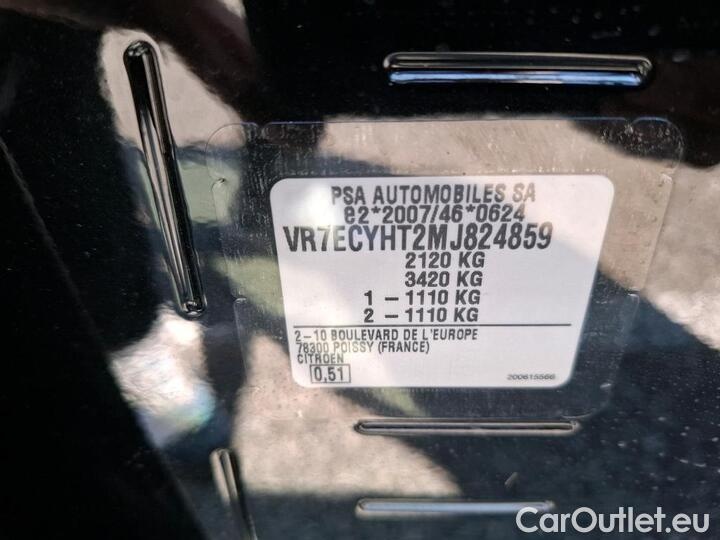 PSA AUTOMOBILES SA
e2*2007/46*0624
VR7ECYHT2MJ824859
2120 KG
3420 KG
1 - 1110 KG
2 - 1110 KG
2-10 BOULEVARD DE L'EUROPE
78300 POISSY (FRANCE)
CITROEN
0,51
200615566
CarOutlet.eu